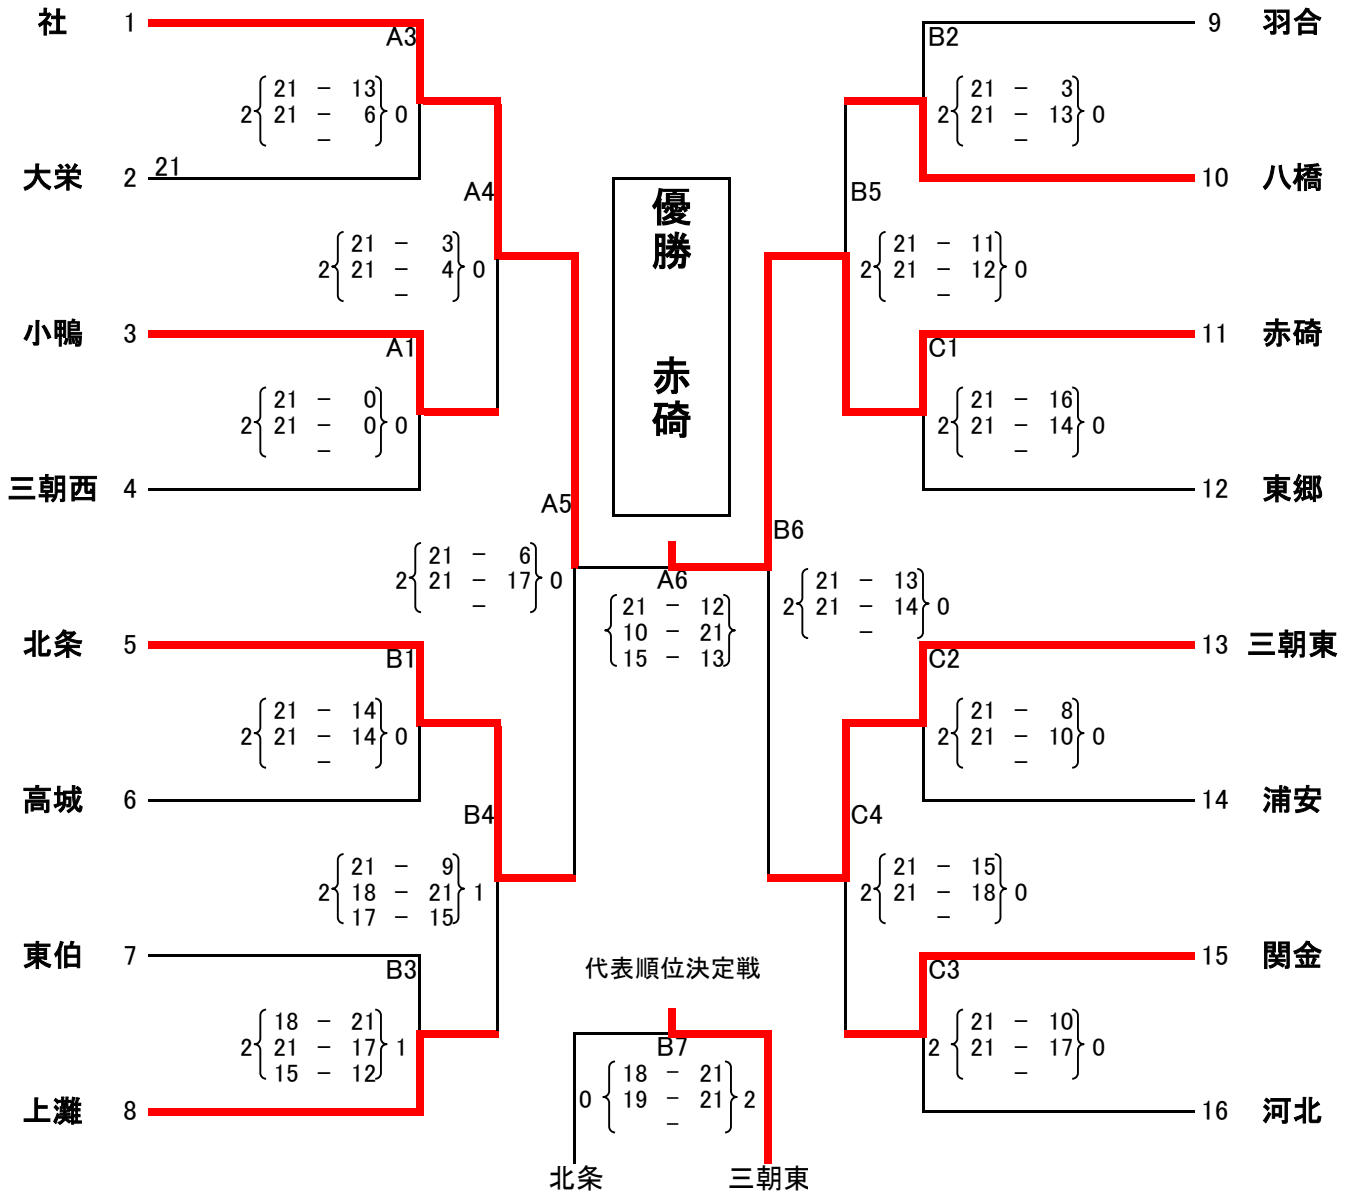 社 1
A3
2 21 － 13 0
21 － 6
－
大栄 2 21
A4
2 21 － 3 0
21 － 4
－
小鴨 3
A1
2 21 － 0 0
21 － 0
－
三朝西 4
A5
2 21 － 6 0
21 － 17
－
北条 5
B1
2 21 － 14 0
21 － 14
－
高城 6
B4
2 21 － 9 1
18 － 21
17 － 15
東伯 7
B3
2 18 － 21 1
21 － 17
15 － 12
上灘 8
優勝 赤碕
A6
21 － 12
10 － 21
15 － 13
代表順位決定戦
B7
0 18 － 21 2
19 － 21
－
北条 三朝東
9 羽合
B2
2 21 － 3 0
21 － 13
－
10 八橋
B5
2 21 － 11 0
21 － 12
－
11 赤碕
C1
2 21 － 16 0
21 － 14
－
12 東郷
B6
2 21 － 13 0
21 － 14
－
13 三朝東
C2
2 21 － 8 0
21 － 10
－
14 浦安
C4
2 21 － 15 0
21 － 18
－
15 関金
C3
2 21 － 10 0
21 － 17
－
16 河北